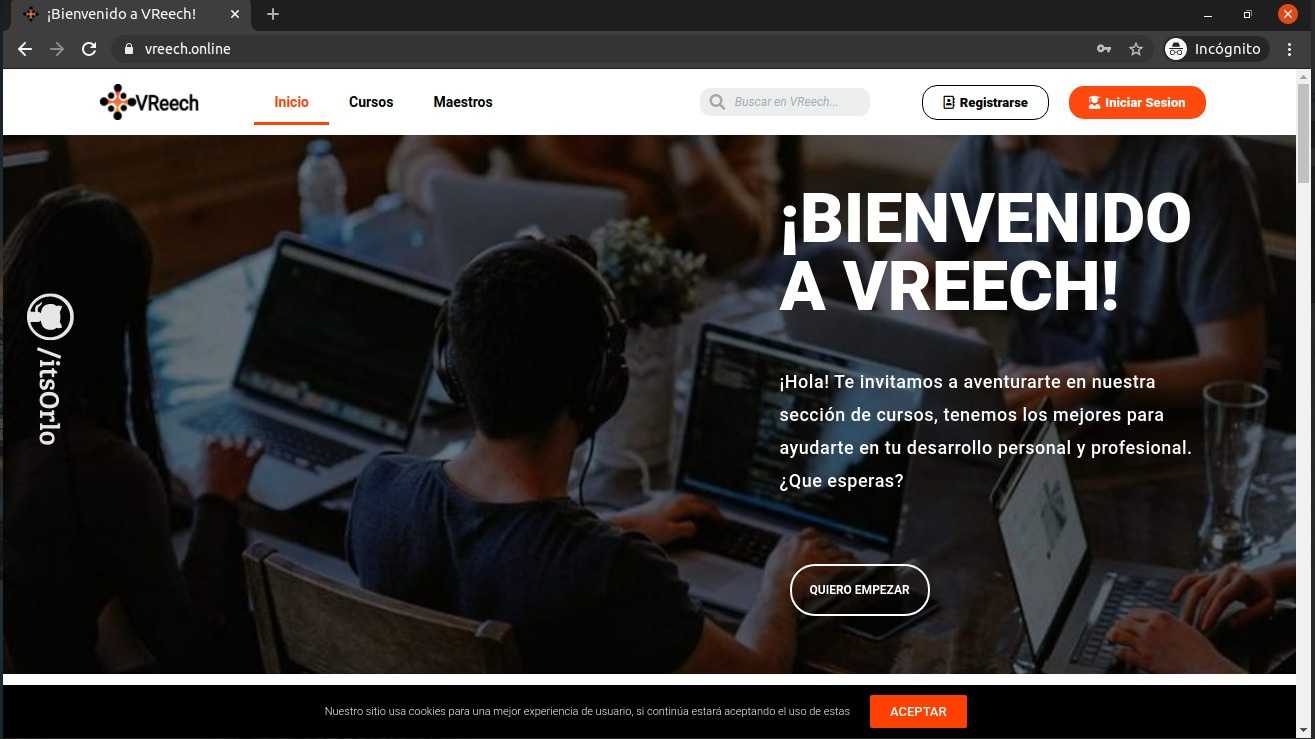 ¡Bienvenido a VReech!
vreech.online
Incógnito
VReech
Inicio
Cursos
Maestros
Buscar en VReech...
Registrarse
Iniciar Sesion
¡BIENVENIDO
A VREECH!
/itsOrlo
¡Hola! Te invitamos a aventurarte en nuestra
sección de cursos, tenemos los mejores para
ayudarte en tu desarrollo personal y profesional.
¿Que esperas?
QUIERO EMPEZAR
Nuestro sitio usa cookies para una mejor experiencia de usuario, si continúa estará aceptando el uso de estas
ACEPTAR